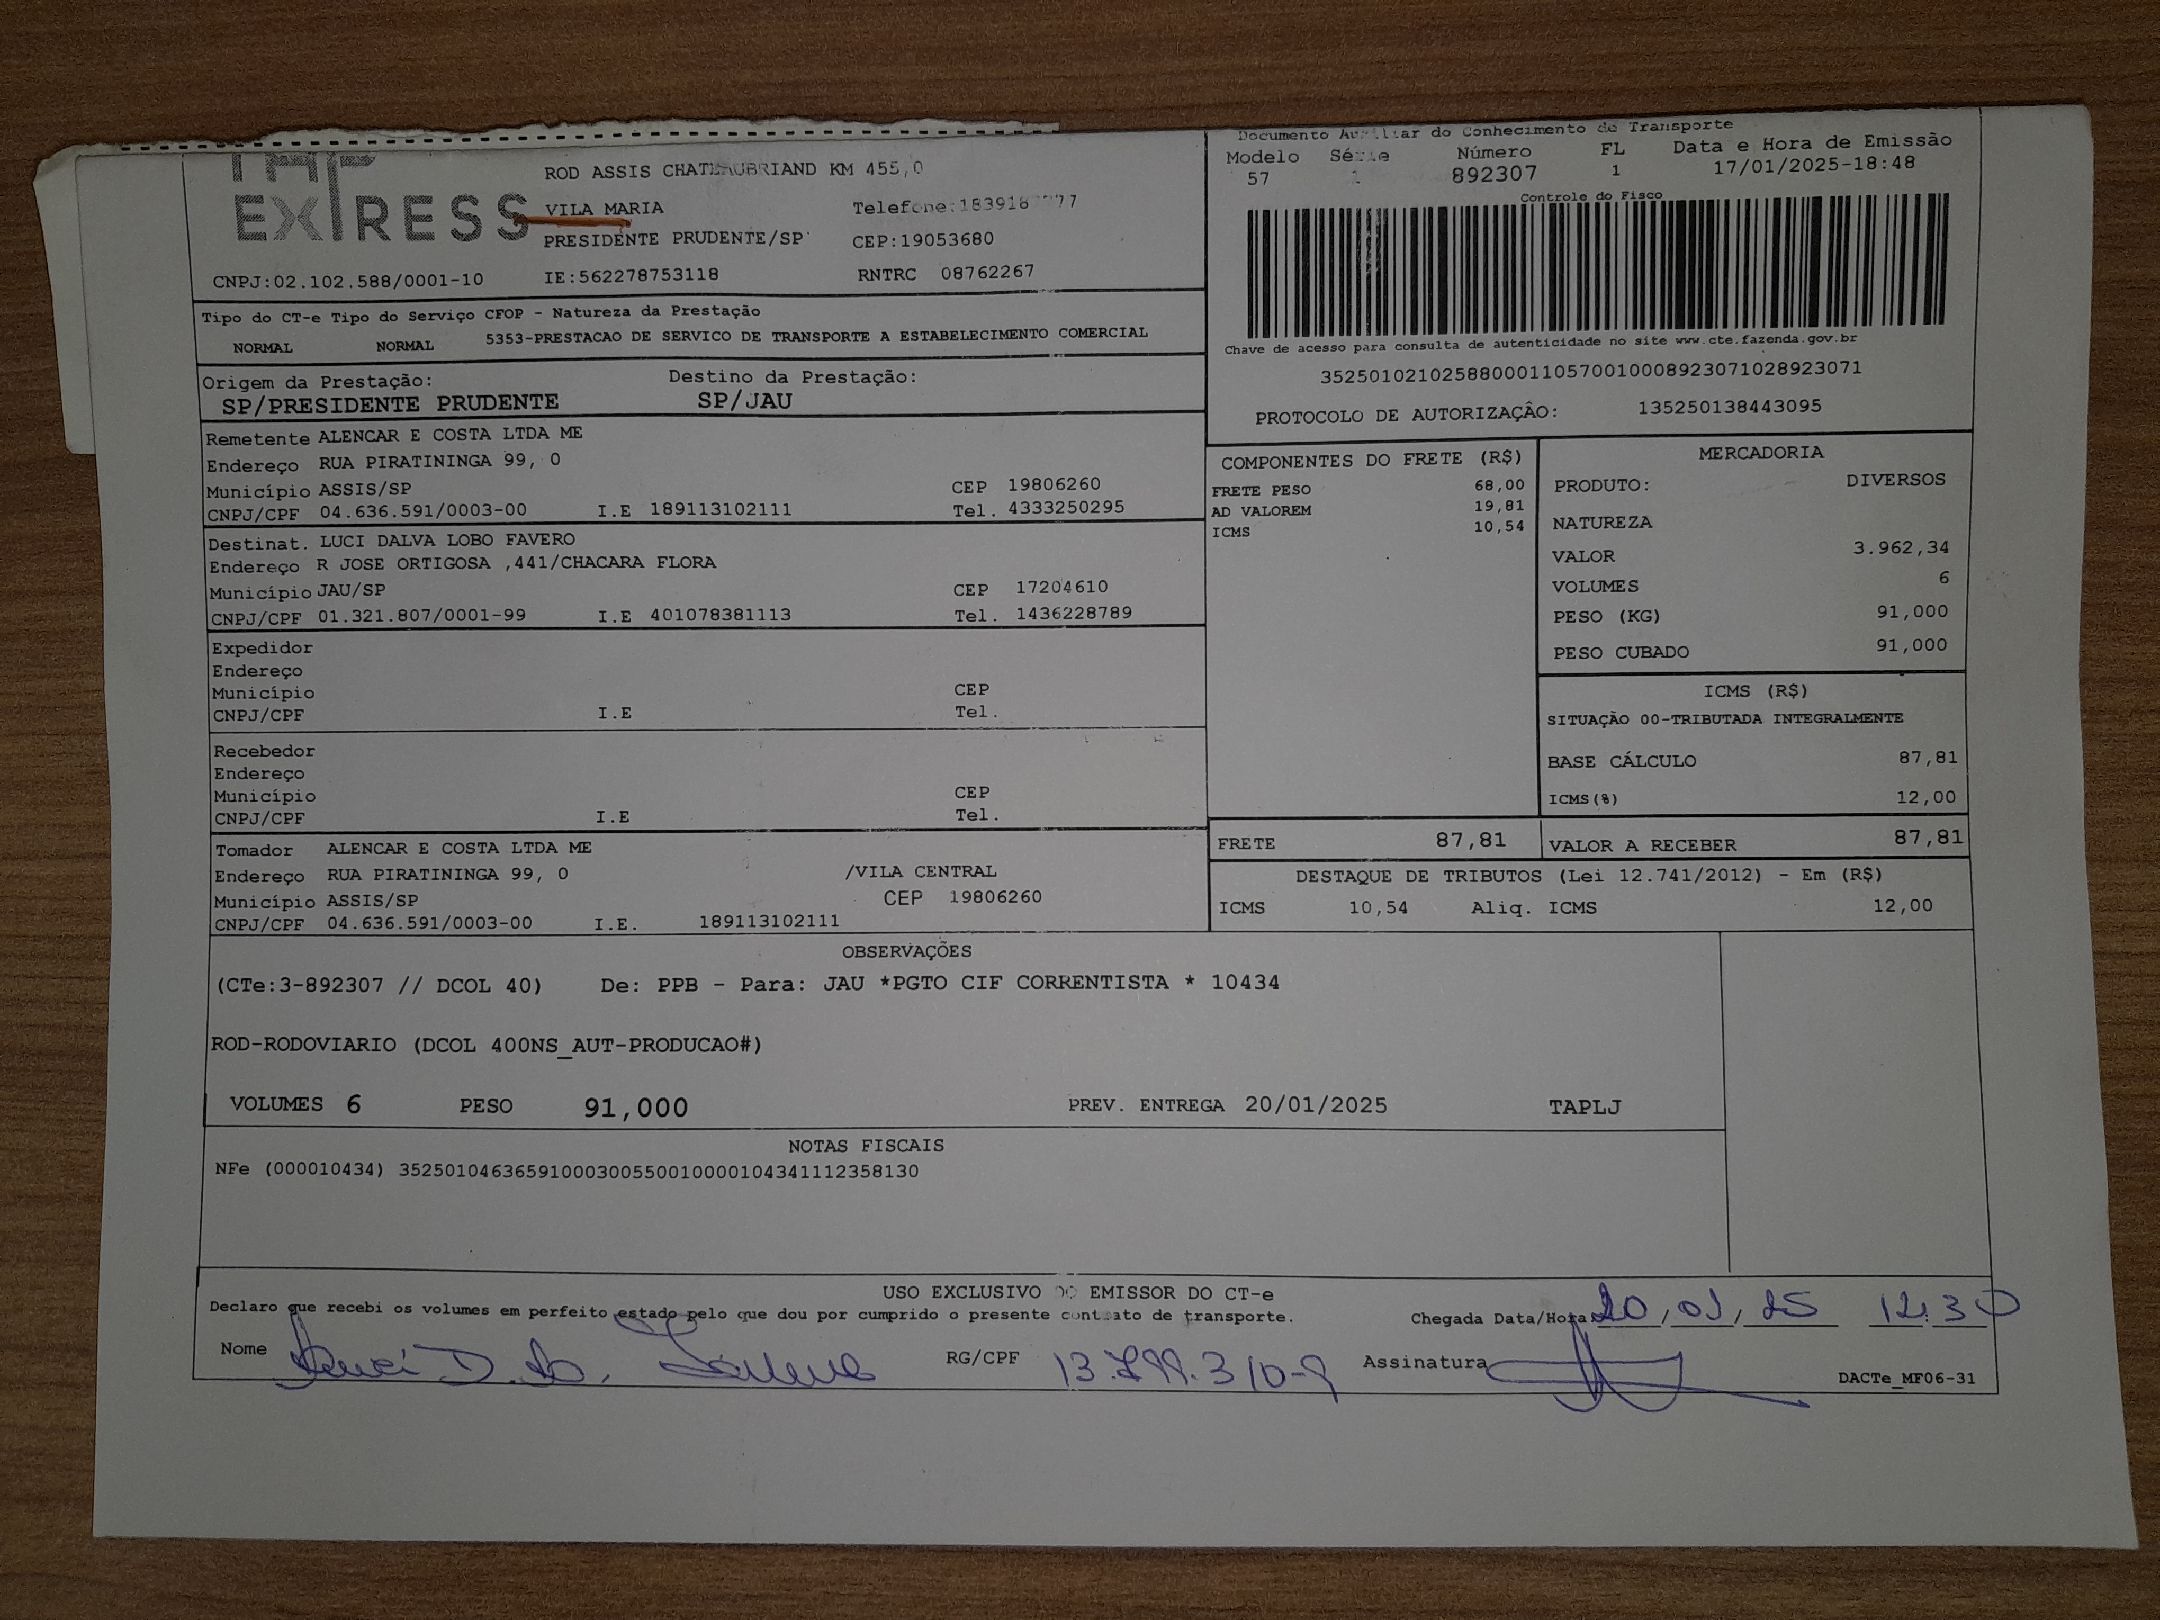 EXPRESS
ROD ASSIS CHATEAUBRIAND KM 455,0
VILA MARIA Telefone:
PRESIDENTE PRUDENTE/SP CEP:19053680
CNPJ:02.102.588/0001-10 IE:562278753118 RNTRC 08762267
Documento Auxiliar do Conhecimento de Transporte
Modelo Série Número FL Data e Hora de Emissão
57 1 892307 1 17/01/2025-18:48
Controle do Fisco
Chave de acesso para consulta de autenticidade no site www.cte.fazenda.gov.br
35250102102588000110570010008923071028923071
PROTOCOLO DE AUTORIZAÇÃO: 135250138443095
Tipo do CT-e Tipo do Serviço CFOP - Natureza da Prestação
NORMAL NORMAL 5353-PRESTACAO DE SERVICO DE TRANSPORTE A ESTABELECIMENTO COMERCIAL
Origem da Prestação: Destino da Prestação:
SP/PRESIDENTE PRUDENTE SP/JAU
Remetente ALENCAR E COSTA LTDA ME
Endereço RUA PIRATININGA 99, 0
Município ASSIS/SP CEP 19806260
CNPJ/CPF 04.636.591/0003-00 I.E 189113102111 Tel. 4333250295
Destinat. LUCI DALVA LOBO FAVERO
Endereço R JOSE ORTIGOSA ,441/CHACARA FLORA
Município JAU/SP CEP 17204610
CNPJ/CPF 01.321.807/0001-99 I.E 401078381113 Tel. 1436228789
Expedidor
Endereço
Município CEP
CNPJ/CPF I.E Tel.
Recebedor
Endereço
Município CEP
CNPJ/CPF I.E Tel.
Tomador ALENCAR E COSTA LTDA ME
Endereço RUA PIRATININGA 99, 0 /VILA CENTRAL
Município ASSIS/SP CEP 19806260
CNPJ/CPF 04.636.591/0003-00 I.E. 189113102111
COMPONENTES DO FRETE (R$)
FRETE PESO 68,00
AD VALOREM 19,81
ICMS 10,54
MERCADORIA
PRODUTO: DIVERSOS
NATUREZA
VALOR 3.962,34
VOLUMES 6
PESO (KG) 91,000
PESO CUBADO 91,000
ICMS (R$)
SITUAÇÃO 00-TRIBUTADA INTEGRALMENTE
BASE CÁLCULO 87,81
ICMS(%) 12,00
FRETE 87,81 VALOR A RECEBER 87,81
DESTAQUE DE TRIBUTOS (Lei 12.741/2012) - Em (R$)
ICMS 10,54 Aliq. ICMS 12,00
OBSERVAÇÕES
(CTe:3-892307 // DCOL 40) De: PPB - Para: JAU *PGTO CIF CORRENTISTA * 10434
ROD-RODOVIARIO (DCOL 400NS_AUT-PRODUCAO#)
VOLUMES 6 PESO 91,000 PREV. ENTREGA 20/01/2025 TAPLJ
NOTAS FISCAIS
NFe (000010434) 35250104636591000300550010000104341112358130
USO EXCLUSIVO DO EMISSOR DO CT-e
Declaro que recebi os volumes em perfeito estado pelo que dou por cumprido o presente contrato de transporte.
Chegada Data/Hora 20/01/25 12:30
Nome Luci D. RG/CPF 13.799.310-9 Assinatura
DACTe_MF06-31